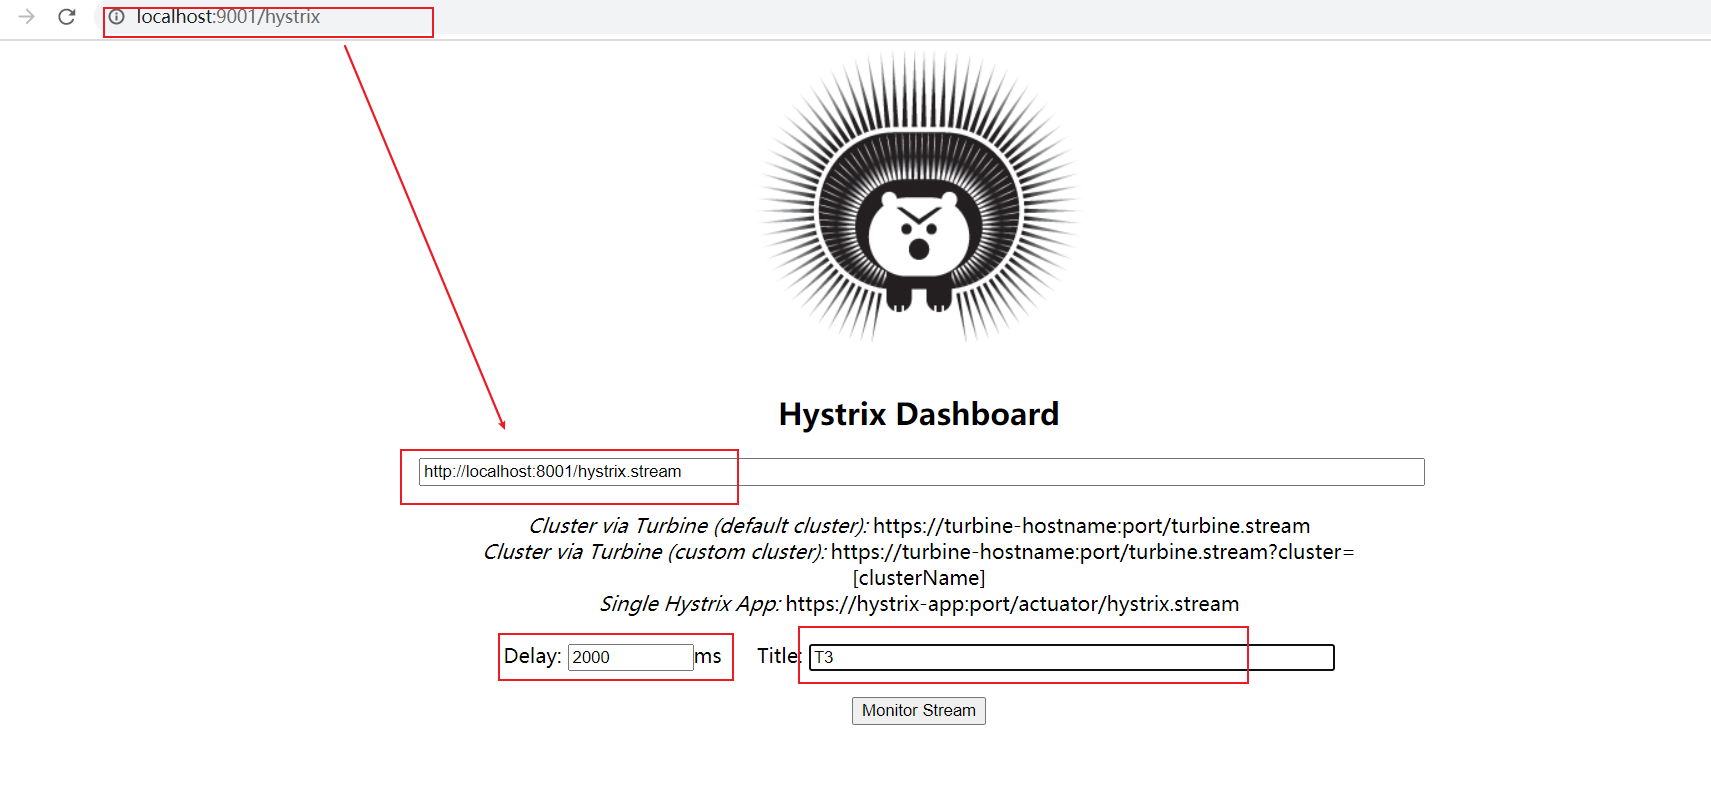 localhost:9001/hystrix
Hystrix Dashboard
http://localhost:8001/hystrix.stream
Cluster via Turbine (default cluster): https://turbine-hostname:port/turbine.stream
Cluster via Turbine (custom cluster): https://turbine-hostname:port/turbine.stream?cluster=
[clusterName]
Single Hystrix App: https://hystrix-app:port/actuator/hystrix.stream
Delay: 2000 ms Title: T3
Monitor Stream